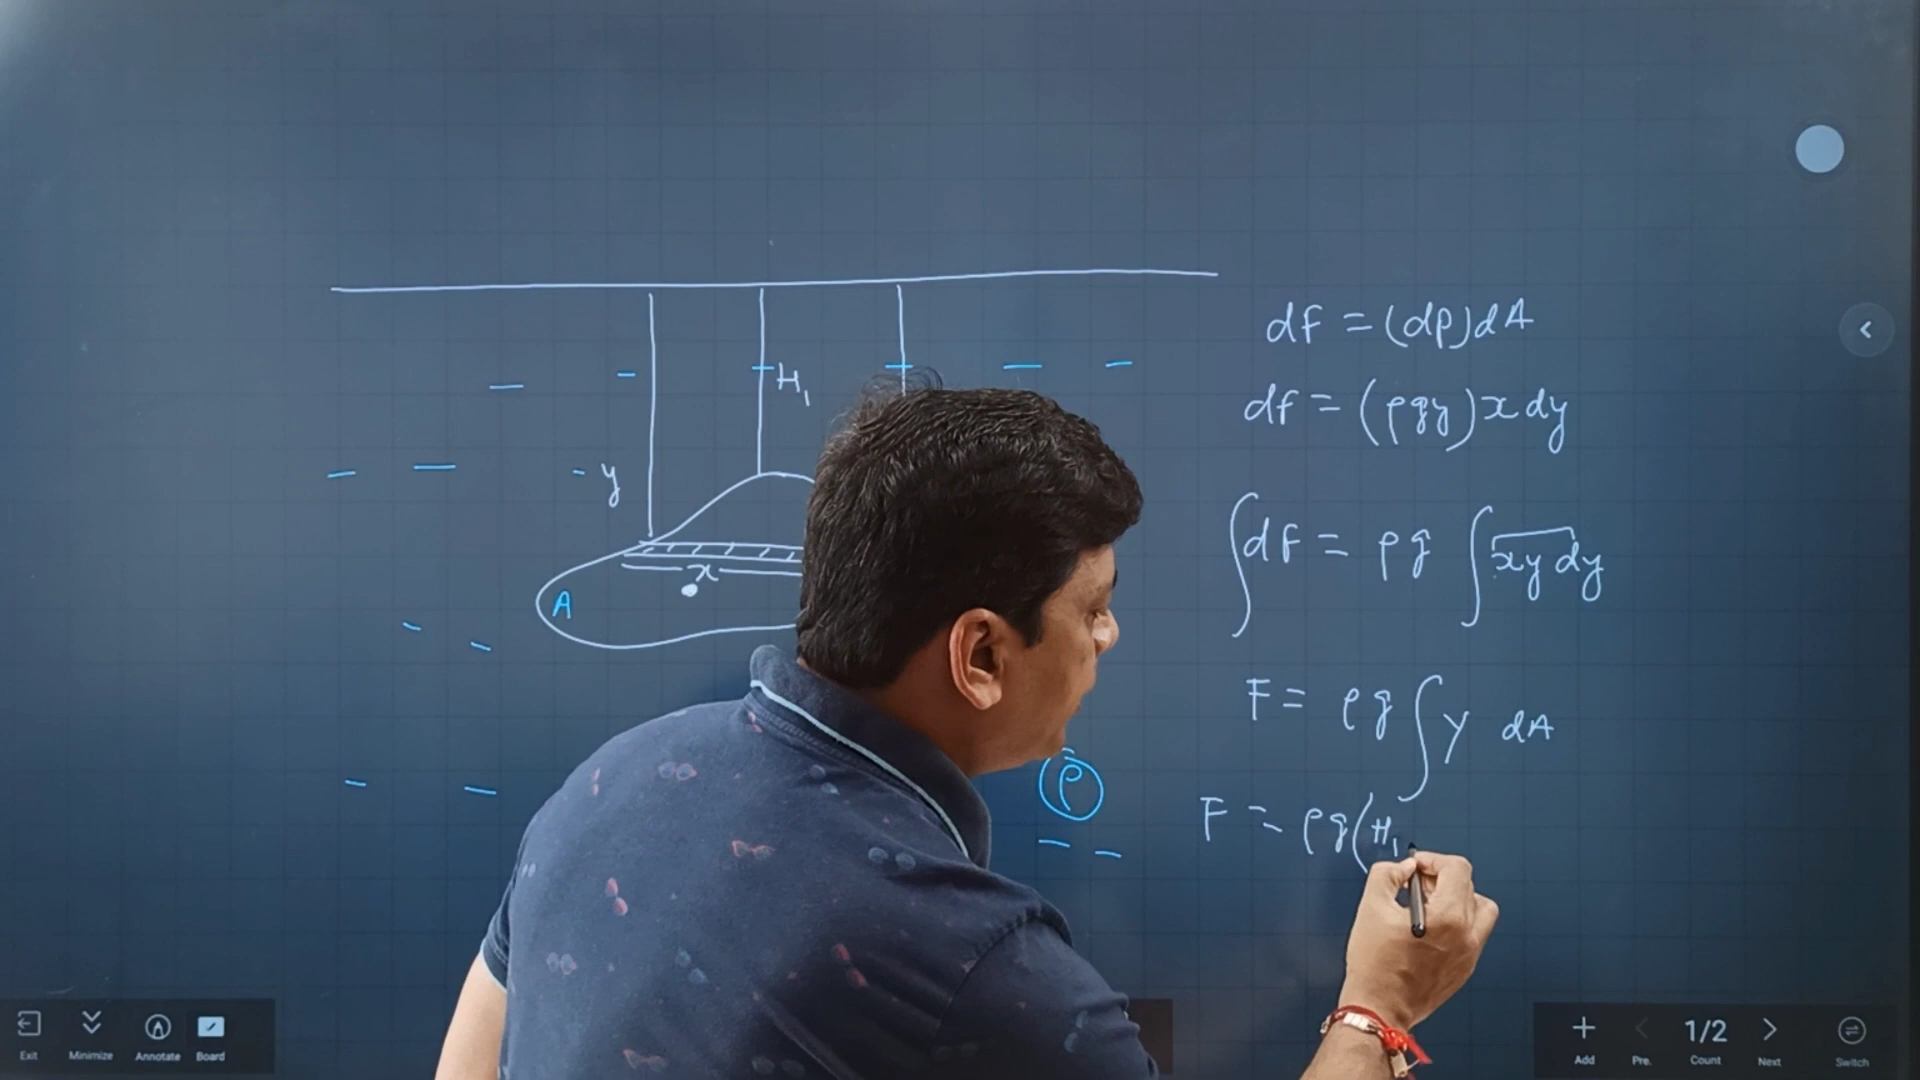 dF = (dP)dA
dF = (ρgy)x dy
∫dF = ρg ∫xy dy
F = ρg ∫y dA
F = ρg(H₁
H₁
y
x
A
ρ
Exit Minimize Annotate Board
Add Pre. 1/2 Count Next Switch